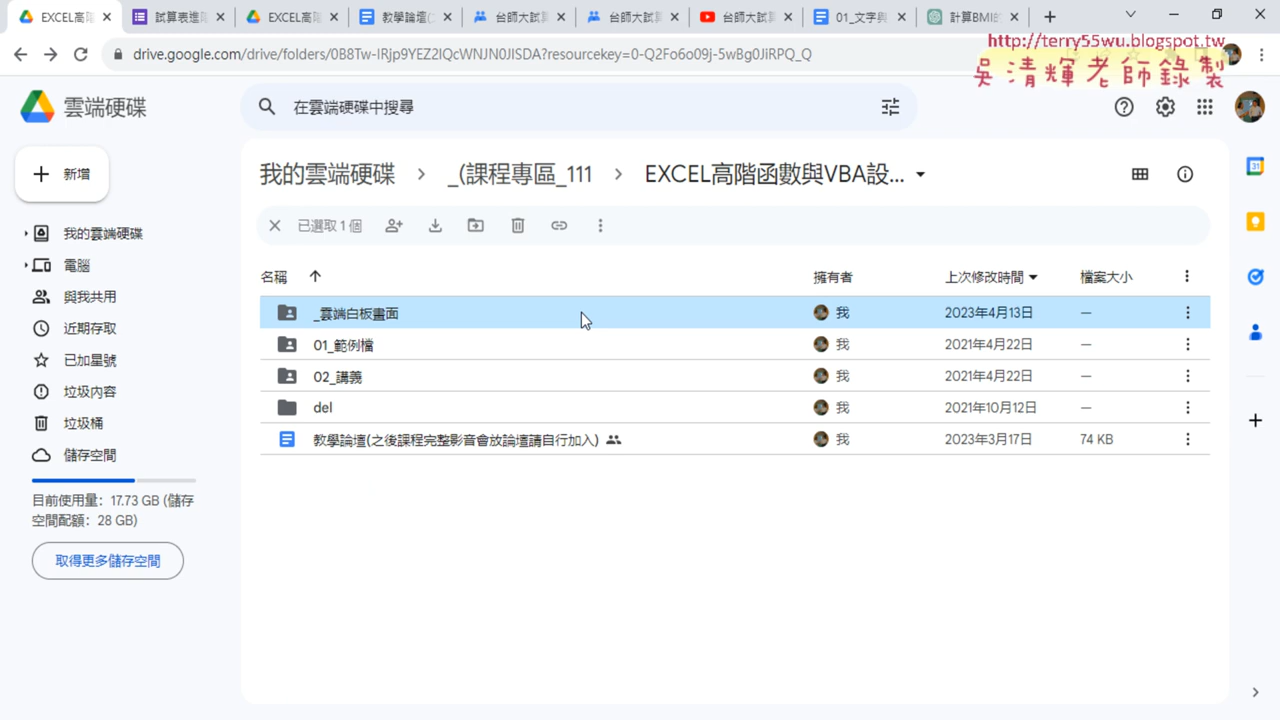 EXCEL高階
試算表進階
EXCEL高階
教學論壇(之
台師大試算
台師大試算
台師大試算
01_文字與
計算BMI的
drive.google.com/drive/folders/0B8Tw-lRjp9YEZ2lQcWNJN0lSDA?resourcekey=0-Q2Fo6o09j-5wBg0JiRPQ_Q
http://terry55wu.blogspot.tw
吳清輝老師錄製
雲端硬碟
在雲端硬碟中搜尋
新增
我的雲端硬碟 > _(課程專區_111 > EXCEL高階函數與VBA設...
已選取 1 個
我的雲端硬碟
電腦
與我共用
近期存取
已加星號
垃圾內容
垃圾桶
儲存空間
目前使用量：17.73 GB (儲存
空間配額：28 GB)
取得更多儲存空間
名稱 擁有者 上次修改時間 檔案大小
_雲端白板畫面 我 2023年4月13日 —
01_範例檔 我 2021年4月22日 —
02_講義 我 2021年4月22日 —
del 我 2021年10月12日 —
教學論壇(之後課程完整影音會放論壇請自行加入) 我 2023年3月17日 74 KB
31